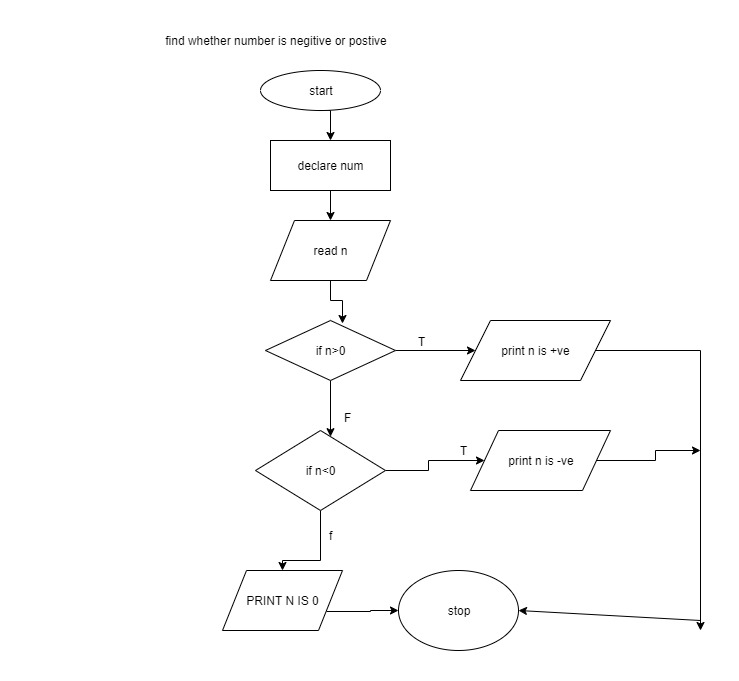 find whether number is negitive or postive
start
declare num
read n
if n>0
T
print n is +ve
F
if n<0
T
print n is -ve
f
PRINT N IS 0
stop